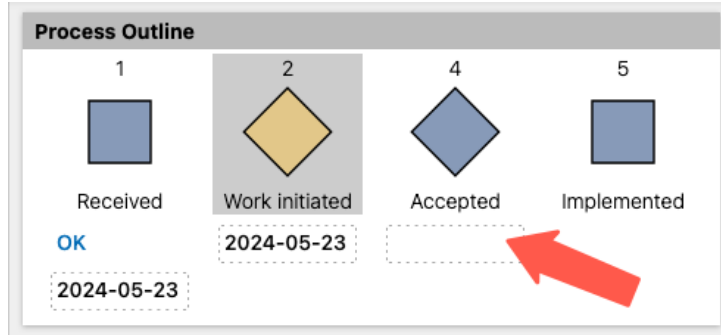 Process Outline
1 2 4 5
Received Work initiated Accepted Implemented
OK 2024-05-23
2024-05-23